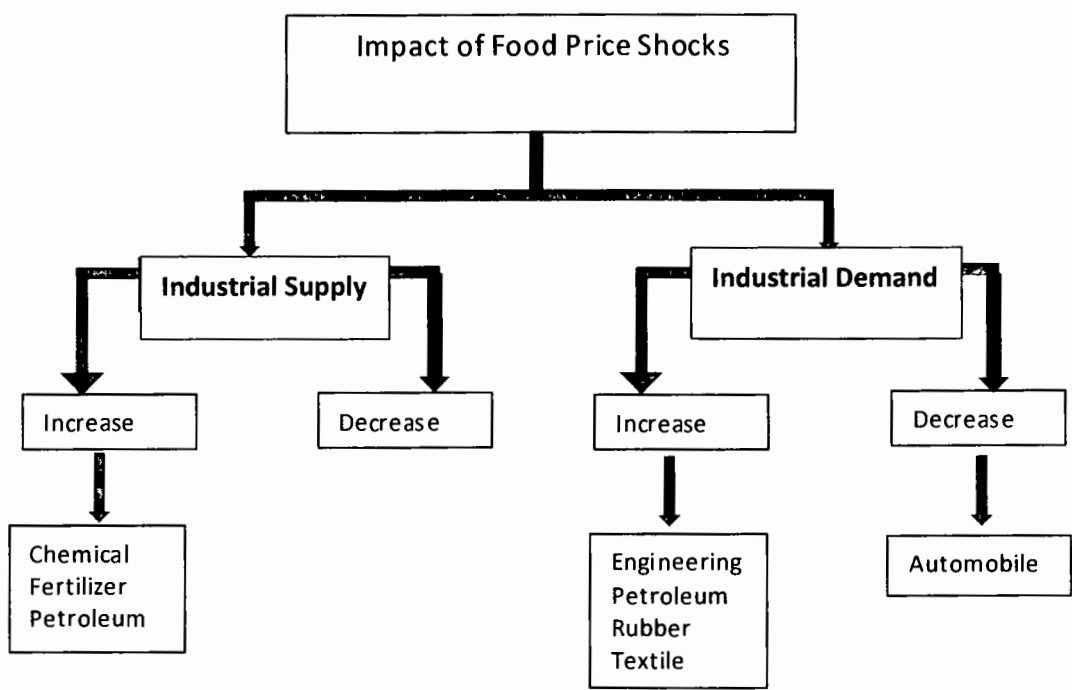 Impact of Food Price Shocks
Industrial Supply
Industrial Demand
Increase
Decrease
Increase
Decrease
Chemical
Fertilizer
Petroleum
Engineering
Petroleum
Rubber
Textile
Automobile